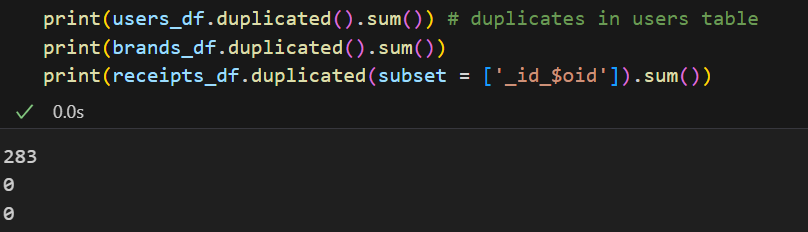 print(users_df.duplicated().sum()) # duplicates in users table
print(brands_df.duplicated().sum())
print(receipts_df.duplicated(subset = ['_id_$oid']).sum())
✓ 0.0s
283
0
0